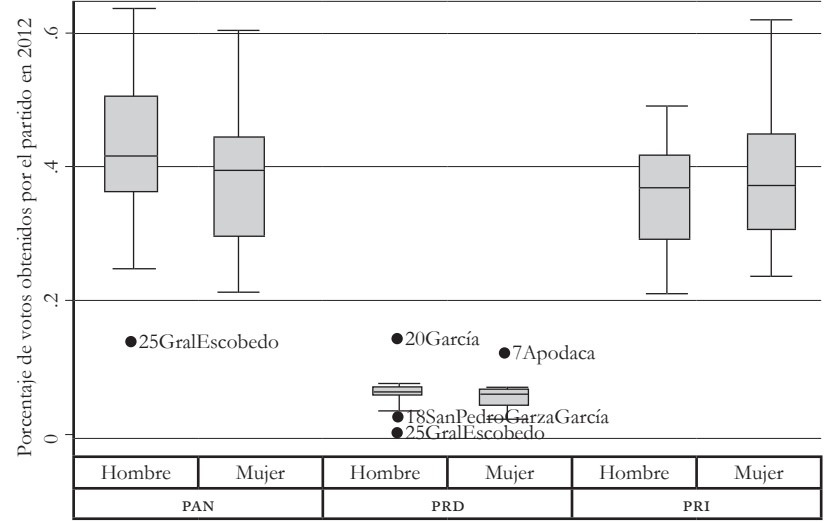 Porcentaje de votos obtenidos por el partido en 2012
.6
.4
.2
0
25GralEscobedo
20García
7Apodaca
18SanPedroGarzaGarcía
25GralEscobedo
Hombre Mujer Hombre Mujer Hombre Mujer
PAN PRD PRI